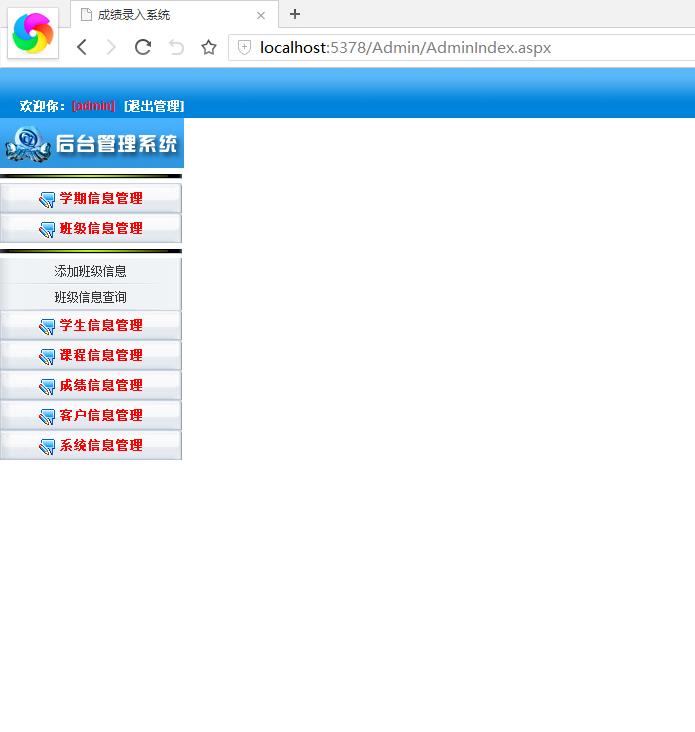 成绩录入系统
localhost:5378/Admin/AdminIndex.aspx
欢迎你：[admin] [退出管理]
后台管理系统
学期信息管理
班级信息管理
添加班级信息
班级信息查询
学生信息管理
课程信息管理
成绩信息管理
客户信息管理
系统信息管理